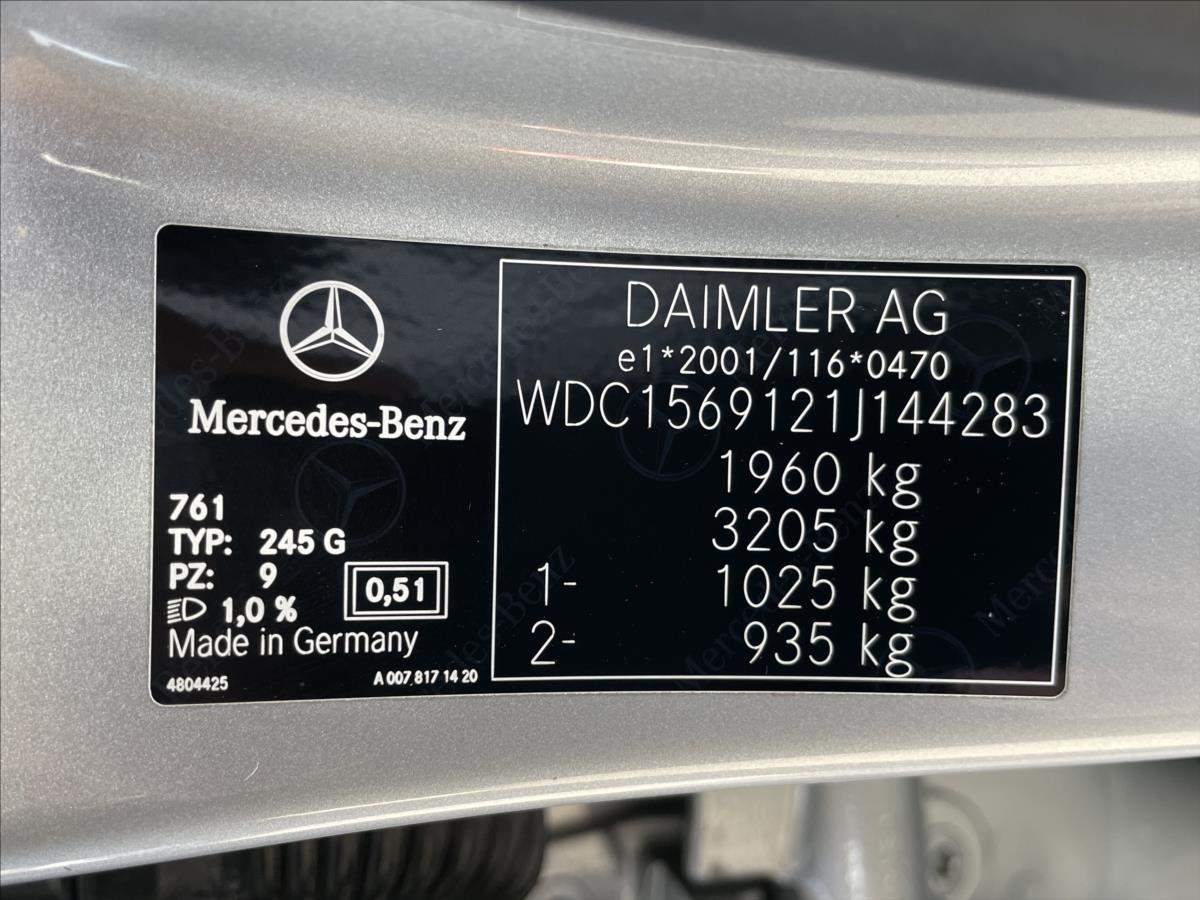 Mercedes-Benz
761
TYP: 245 G
PZ: 9
1,0 %
0,51
Made in Germany
4804425
A 007 817 14 20
DAIMLER AG
e1*2001/116*0470
WDC1569121J144283
1960 kg
3205 kg
1- 1025 kg
2- 935 kg